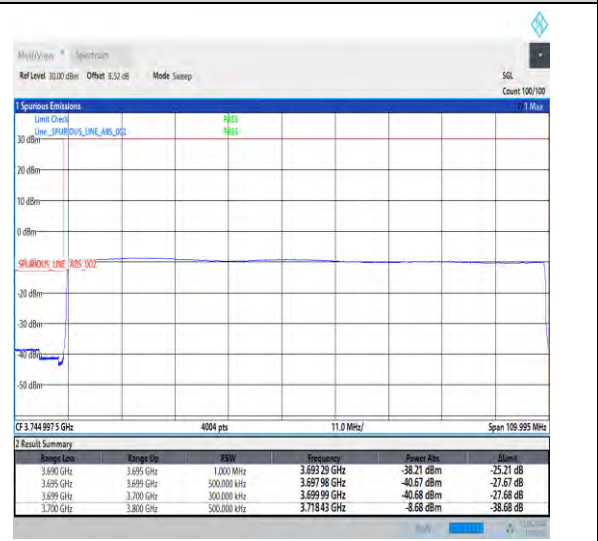 MultiView Spectrum
Ref Level 30.00 dBm Offset 8.52 dB Mode Sweep SGL
Count 100/100
1 Spurious Emissions 1 Max
Limit Check PASS
Line _SPURIOUS_LINE_ABS_002 PASS
30 dBm
20 dBm
10 dBm
0 dBm
SPURIOUS_LINE_ABS_002
-20 dBm
-30 dBm
-40 dBm
-50 dBm
CF 3.744 997 5 GHz 4004 pts 11.0 MHz/ Span 109.995 MHz
2 Result Summary
Range Low Range Up RBW Frequency Power Abs ΔLimit
3.690 GHz 3.695 GHz 1.000 MHz 3.693 29 GHz -38.21 dBm -25.21 dB
3.695 GHz 3.699 GHz 500.000 kHz 3.697 98 GHz -40.67 dBm -27.67 dB
3.699 GHz 3.700 GHz 300.000 kHz 3.699 99 GHz -40.68 dBm -27.68 dB
3.700 GHz 3.800 GHz 500.000 kHz 3.718 43 GHz -8.68 dBm -38.68 dB